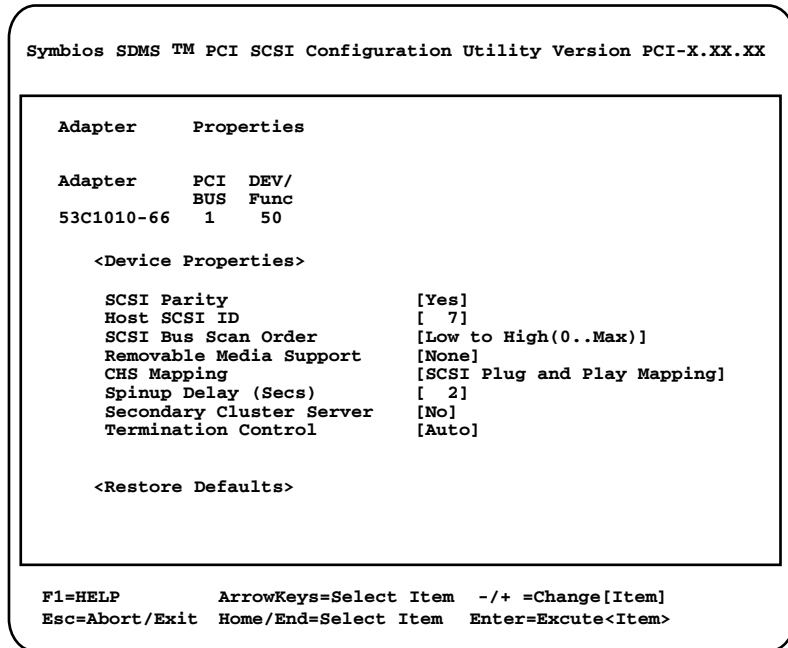 Symbios SDMS TM PCI SCSI Configuration Utility Version PCI-X.XX.XX
Adapter Properties
Adapter PCI DEV/
BUS Func
53C1010-66 1 50
<Device Properties>
SCSI Parity [Yes]
Host SCSI ID [ 7]
SCSI Bus Scan Order [Low to High(0..Max)]
Removable Media Support [None]
CHS Mapping [SCSI Plug and Play Mapping]
Spinup Delay (Secs) [ 2]
Secondary Cluster Server [No]
Termination Control [Auto]
<Restore Defaults>
F1=HELP ArrowKeys=Select Item -/+ =Change[Item]
Esc=Abort/Exit Home/End=Select Item Enter=Excute<Item>